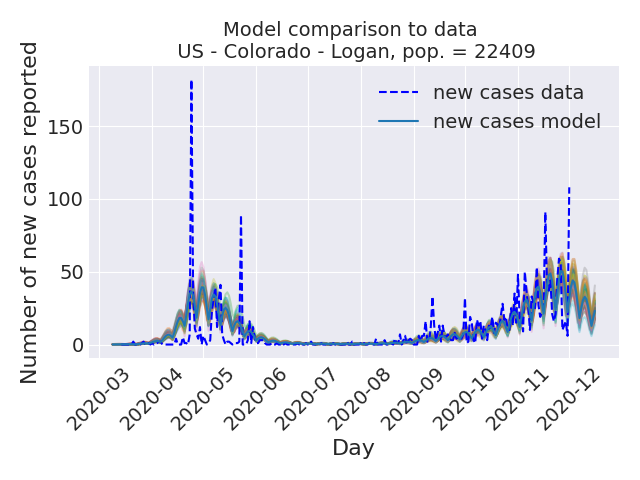 Model comparison to data
US - Colorado - Logan, pop. = 22409
Number of new cases reported
150
100
50
0
new cases data
new cases model
2020-03
2020-04
2020-05
2020-06
2020-07
2020-08
2020-09
2020-10
2020-11
2020-12
Day